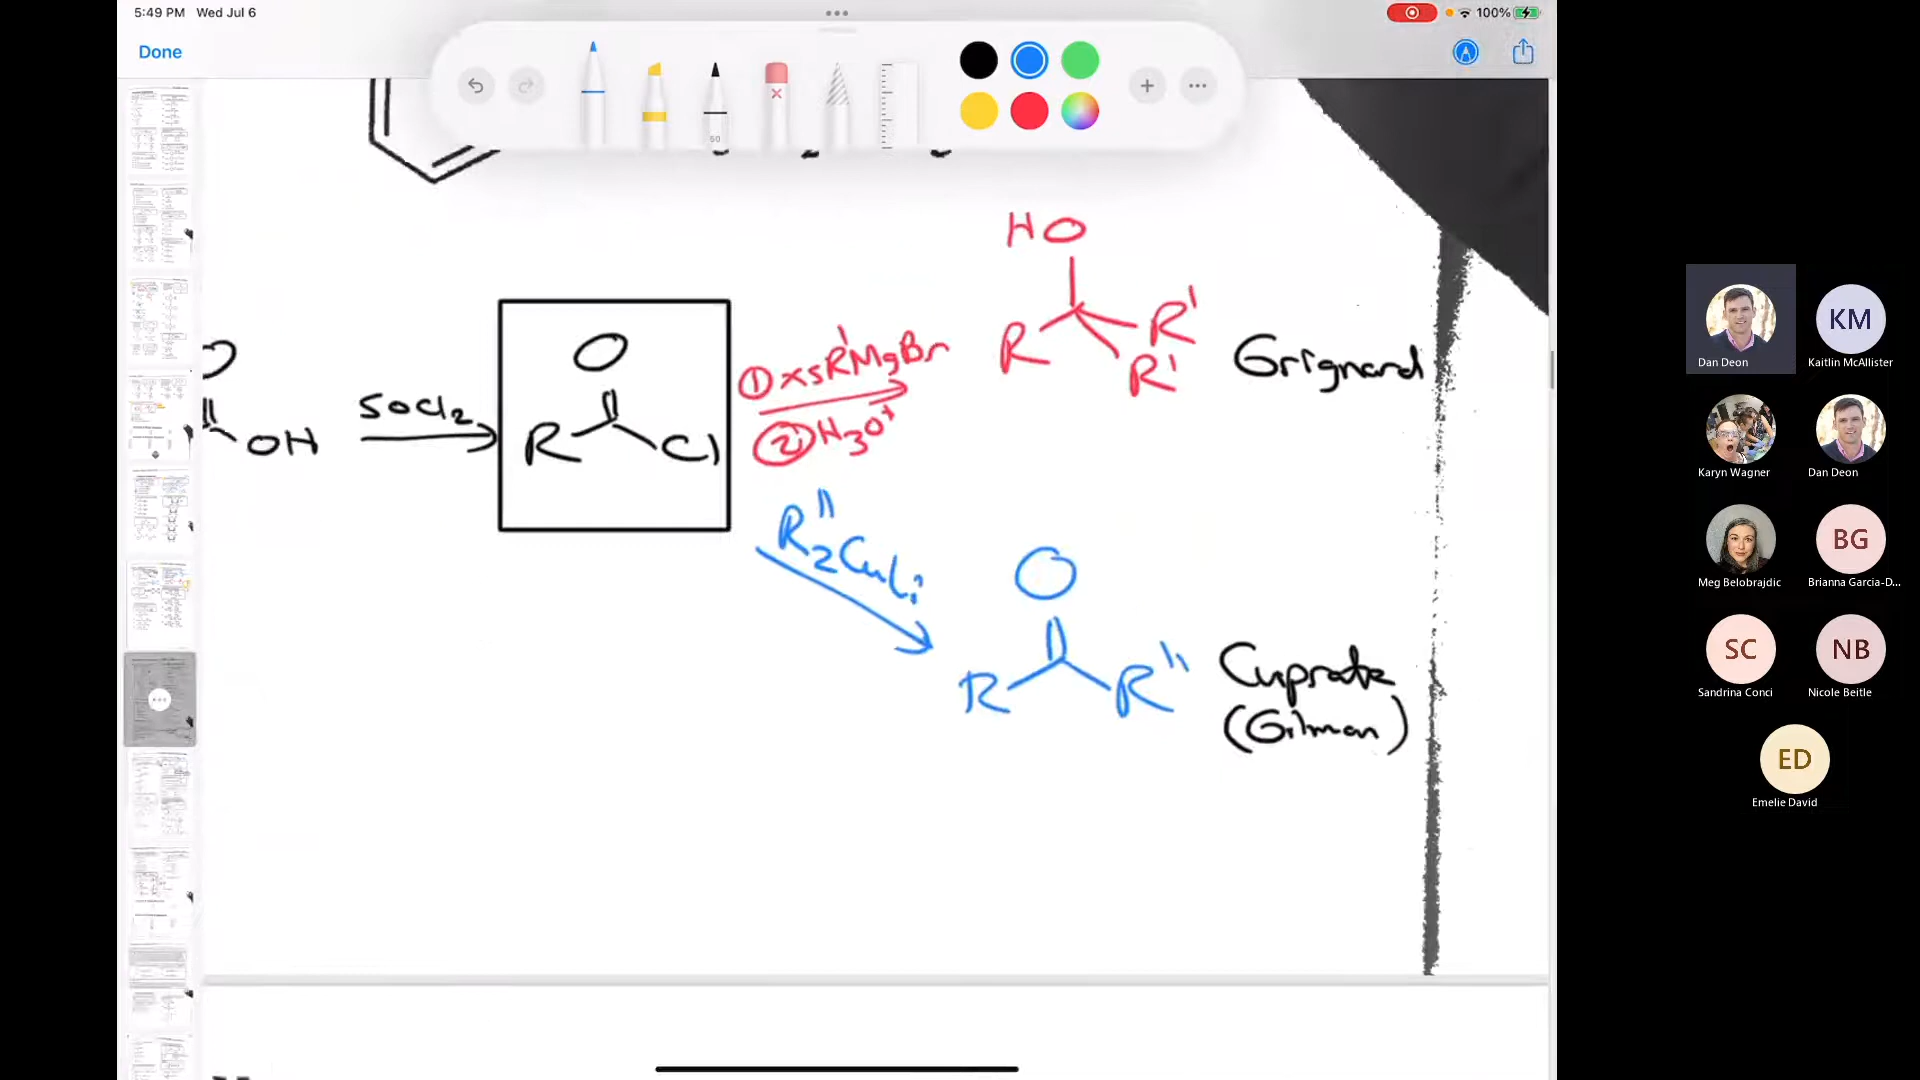 5:49 PM Wed Jul 6
100%
Done
50
HO
R
R'
R'
Grignard
① xsR'MgBr
② H3O+
O
OH
SOCl2
O
R
Cl
R''2CuLi
O
R
R''
Cuprate
(Gilman)
Dan Deon
KM
Kaitlin McAllister
Karyn Wagner
Dan Deon
Meg Belobrajdic
BG
Brianna Garcia-D...
SC
Sandrina Conci
NB
Nicole Beitle
ED
Emelie David